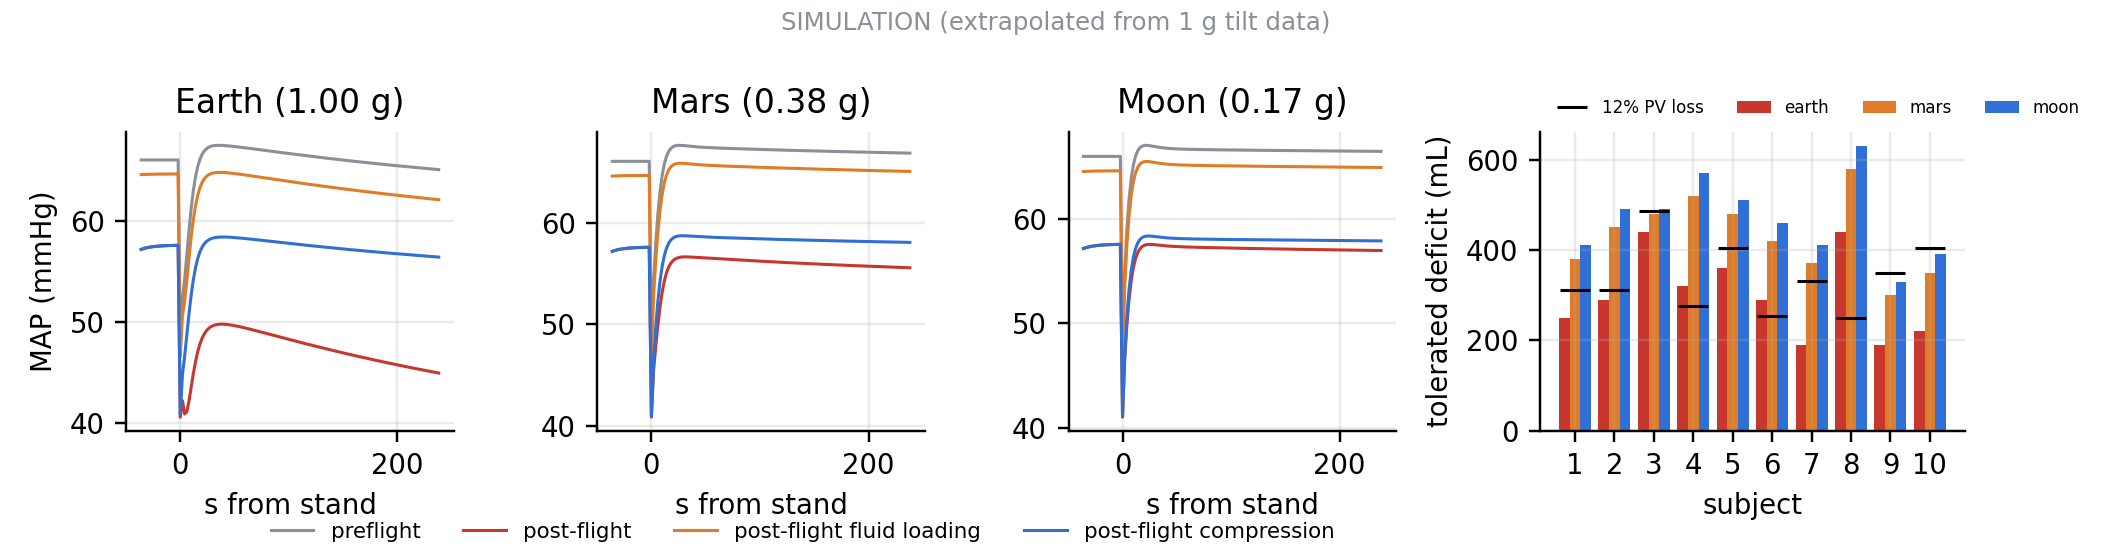 SIMULATION (extrapolated from 1 g tilt data)
Earth (1.00 g)
MAP (mmHg)
60
50
40
0 200
s from stand
Mars (0.38 g)
60
50
40
0 200
s from stand
Moon (0.17 g)
60
50
40
0 200
s from stand
preflight post-flight post-flight fluid loading post-flight compression
12% PV loss earth mars moon
tolerated deficit (mL)
600
400
200
0
1 2 3 4 5 6 7 8 9 10
subject